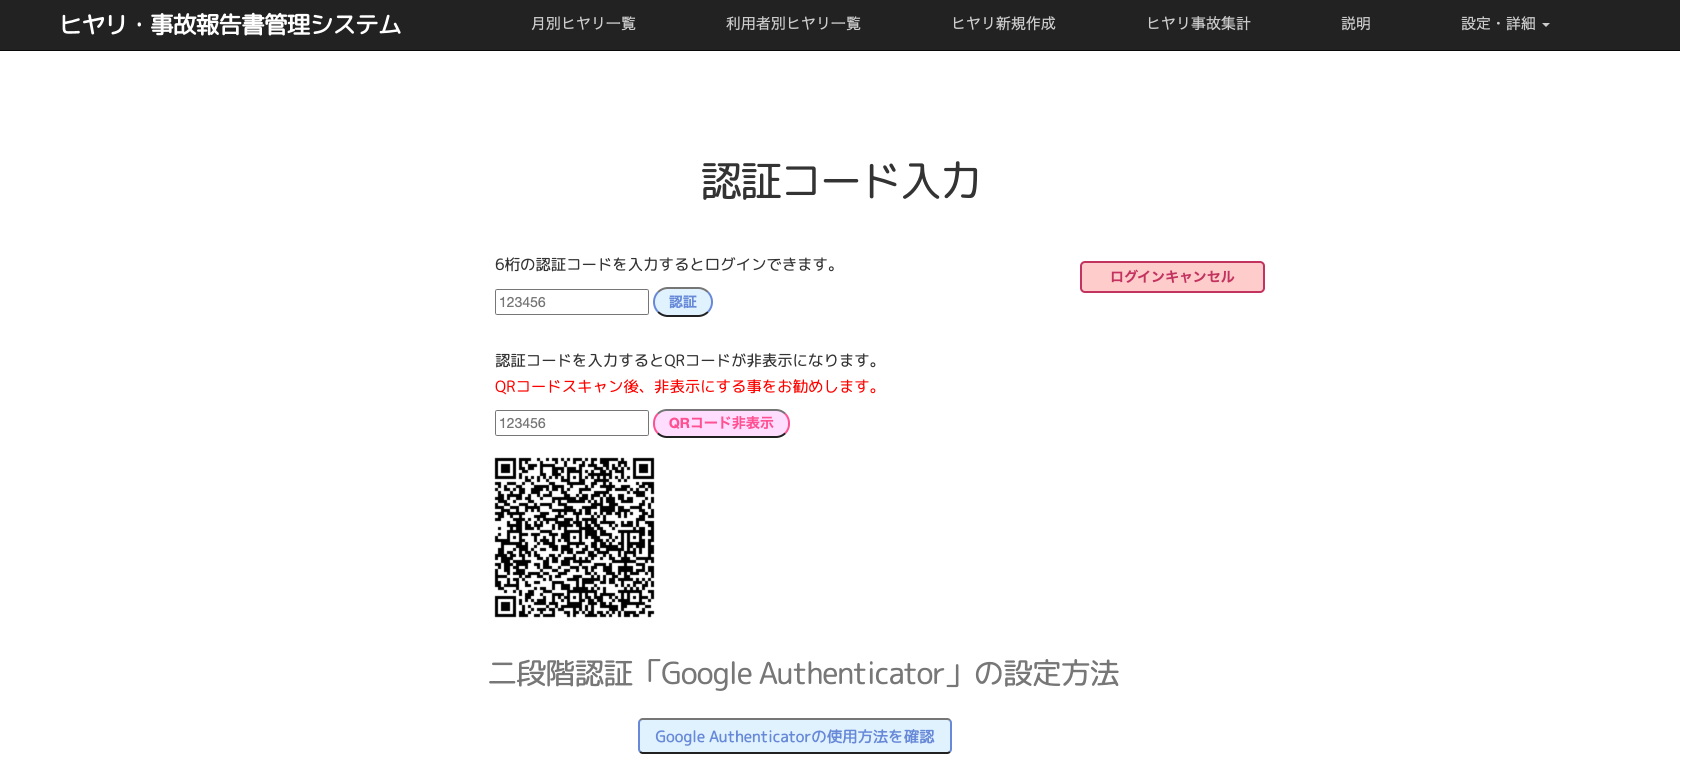 ヒヤリ・事故報告書管理システム
月別ヒヤリ一覧
利用者別ヒヤリ一覧
ヒヤリ新規作成
ヒヤリ事故集計
説明
設定・詳細
認証コード入力
6桁の認証コードを入力するとログインできます。
ログインキャンセル
123456
認証
認証コードを入力するとQRコードが非表示になります。
QRコードスキャン後、非表示にする事をお勧めします。
123456
QRコード非表示
二段階認証「Google Authenticator」の設定方法
Google Authenticatorの使用方法を確認